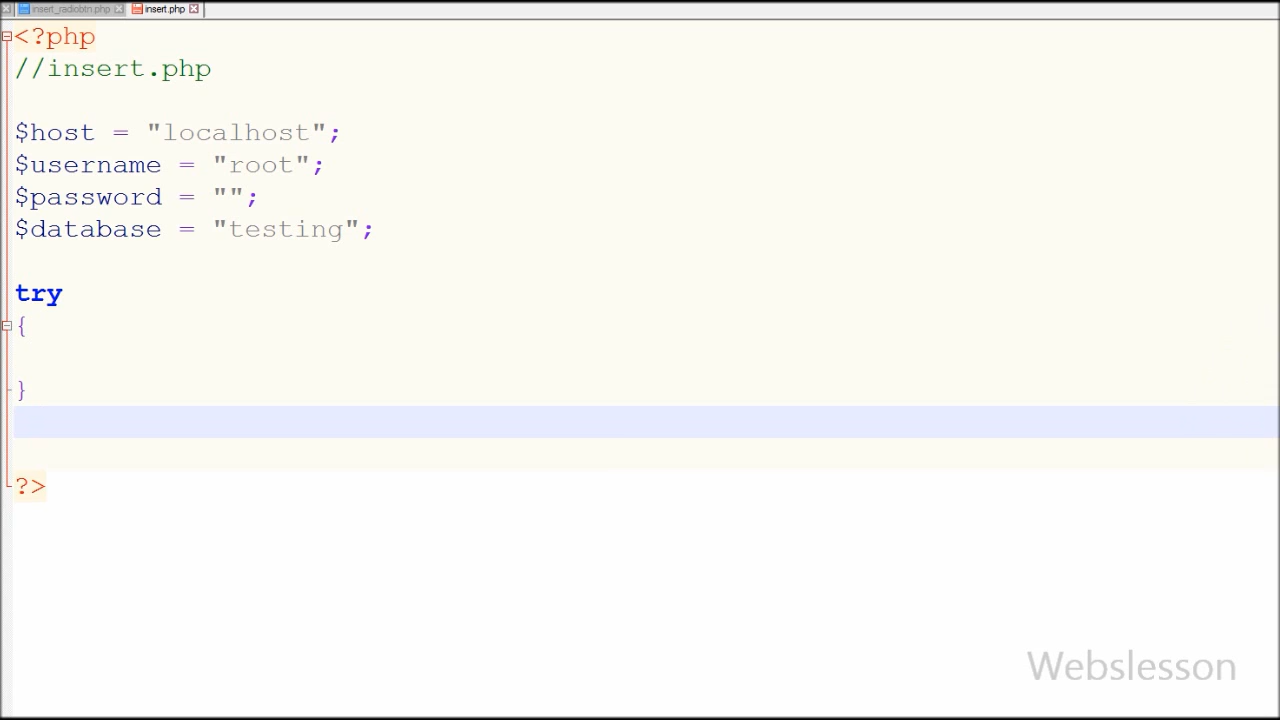 insert_radiobtn.php insert.php
<?php
//insert.php
$host = "localhost";
$username = "root";
$password = "";
$database = "testing";
try
{
}
?>
Webslesson